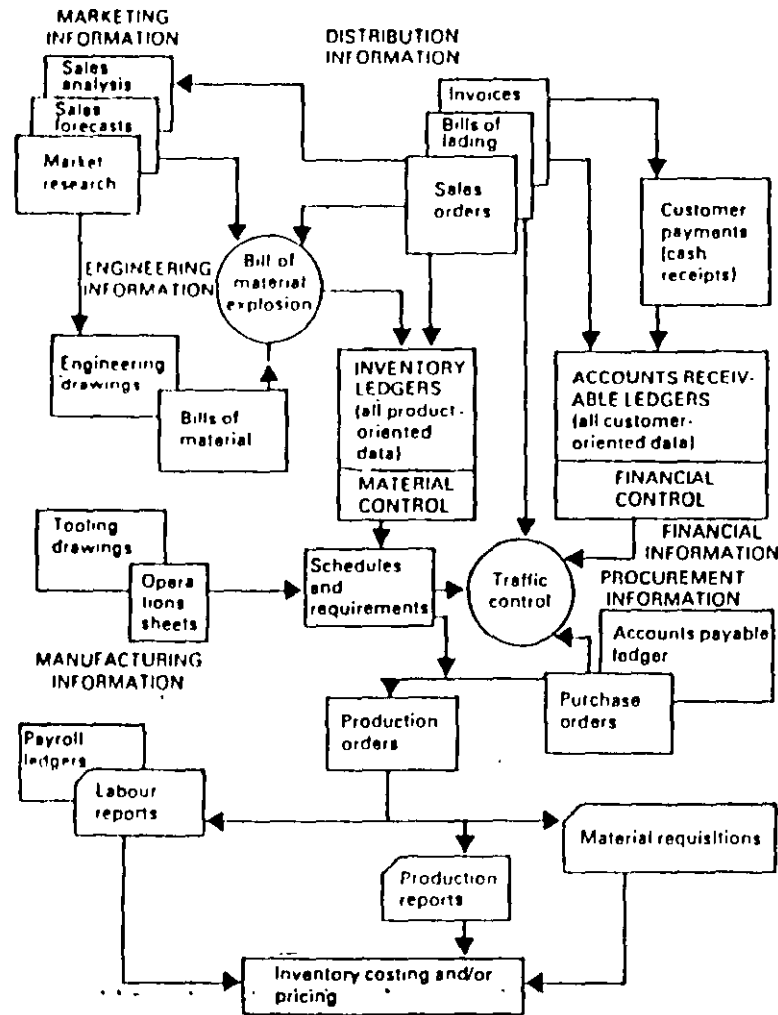 MARKETING
INFORMATION
DISTRIBUTION
INFORMATION
Sales
analysis
Sales
forecasts
Market
research
Invoices
Bills of
lading
Sales
orders
Customer
payments
(cash
receipts)
ENGINEERING
INFORMATION
Bill of
material
explosion
Engineering
drawings
Bills of
material
INVENTORY
LEDGERS
(all product-
oriented
data)
MATERIAL
CONTROL
ACCOUNTS RECEIV-
ABLE LEDGERS
(all customer-
oriented data)
FINANCIAL
CONTROL
FINANCIAL
INFORMATION
Tooling
drawings
Opera
tions
sheets
Schedules
and
requirements
Traffic
control
PROCUREMENT
INFORMATION
Accounts payable
ledger
Purchase
orders
MANUFACTURING
INFORMATION
Production
orders
Payroll
ledgers
Labour
reports
Material requisitions
Production
reports
Inventory costing and/or
pricing